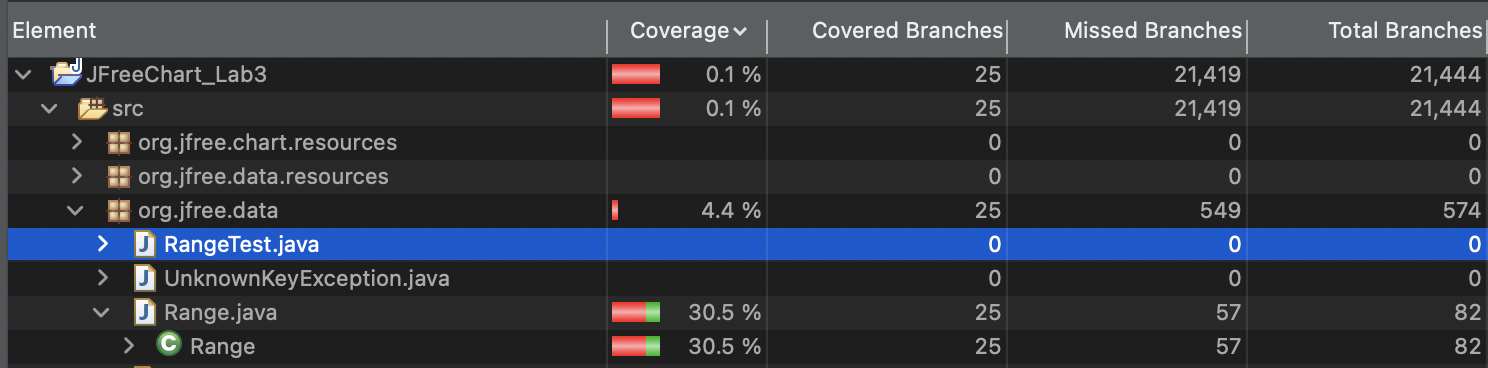 Element Coverage Covered Branches Missed Branches Total Branches
JFreeChart_Lab3 0.1 % 25 21,419 21,444
src 0.1 % 25 21,419 21,444
org.jfree.chart.resources 0 0 0
org.jfree.data.resources 0 0 0
org.jfree.data 4.4 % 25 549 574
RangeTest.java 0 0 0
UnknownKeyException.java 0 0 0
Range.java 30.5 % 25 57 82
Range 30.5 % 25 57 82